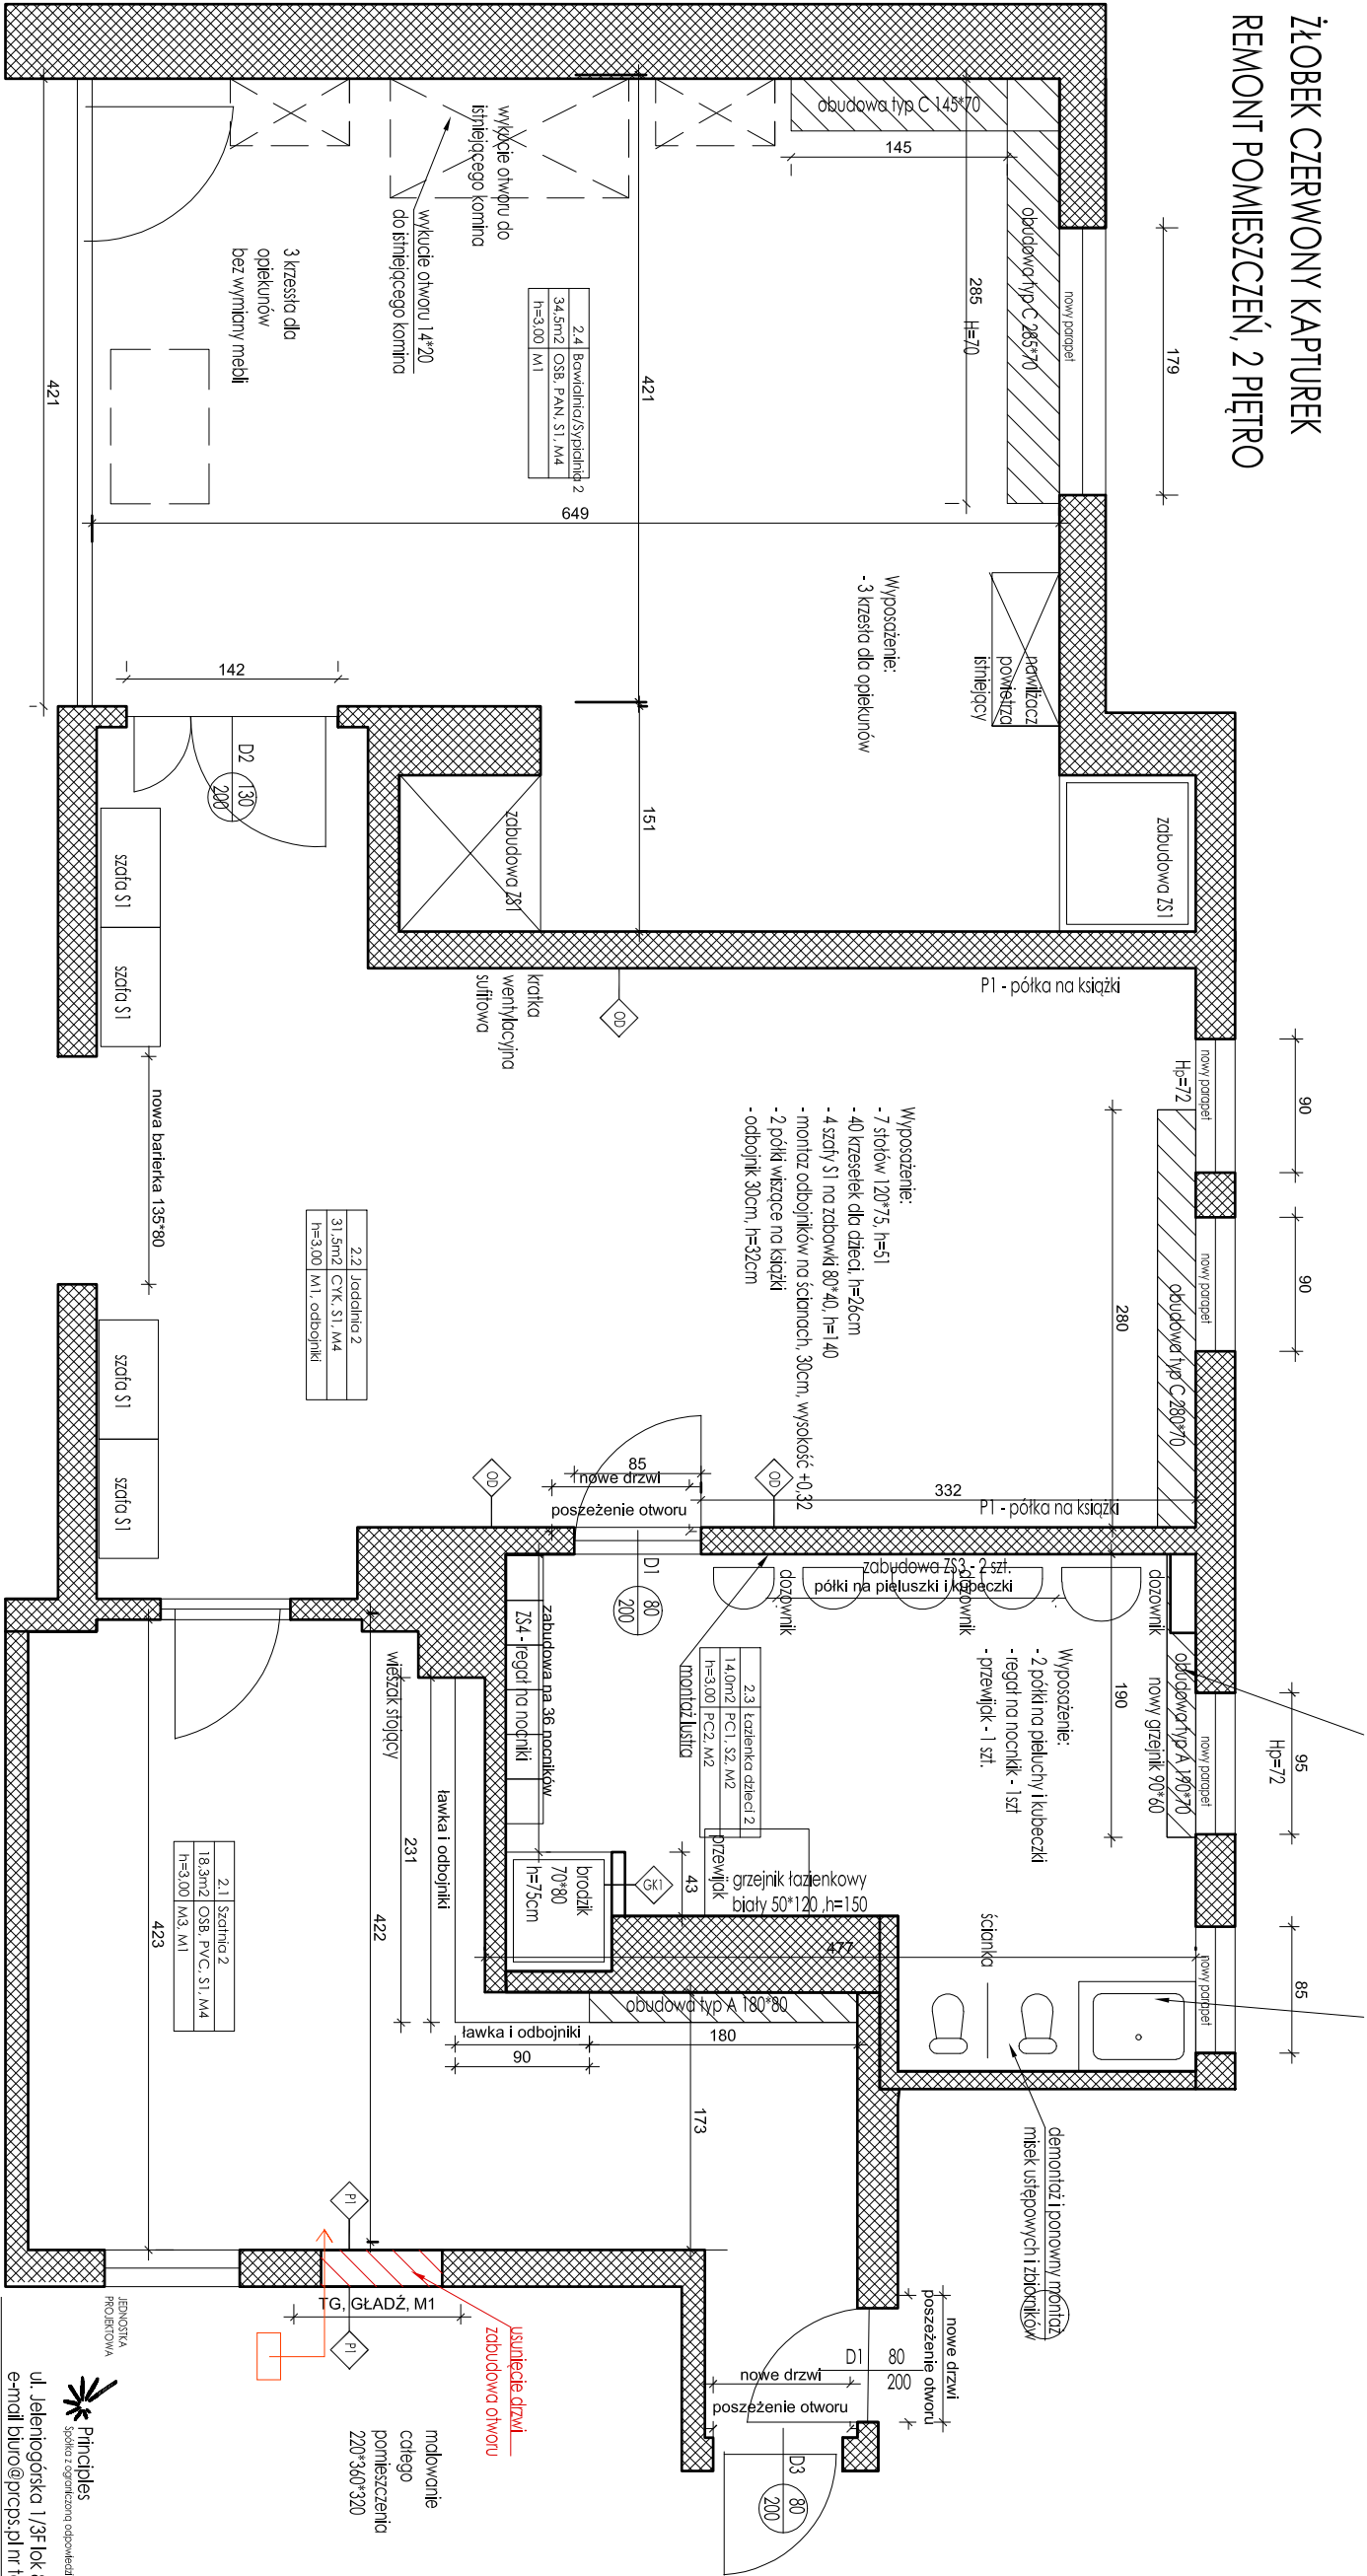 ŻŁOBEK CZERWONY KAPTUREK
REMONT POMIESZCZEŃ, 2 PIĘTRO
179
nowy parapet
obudowa typ C 145*70
145
obudowa typ C 285*70
285
H=70
wykucie otworu do
istniejącego komina
wykucie otworu 14*20
do istniejącego komina
2.4 Bawialnia/Sypialnia 2
34,5m2 OSB, PAN, S1, M4
h=3,00 M1
3 krzessła dla
opiekunów
bez wymiany mebli
421
421
649
Wyposażenie:
- 3 krzesła dla opiekunów
nawilżacz
powietrza
istniejący
142
D2
130
200
151
zabudowa ZS1
zabudowa ZS1
szafa S1
szafa S1
kratka
wentylacyjna
sufitowa
OD
P1 - półka na książki
90
nowy parapet
Hp=72
90
nowy parapet
obudowa typ C 280*70
280
Wyposażenie:
- 7 stołów 120*75, h=51
- 40 krzesełek dla dzieci, h=26cm
- 4 szafy S1 na zabawki 80*40, h=140
- montaz odbojników na ścianach, 30cm, wysokość +0,32
- 2 półki wiszące na książki
- odbojnik 30cm, h=32cm
nowa barierka 135*80
2.2 Jadalnia 2
31,5m2 CYK, S1, M4
h=3,00 M1, odbojniki
szafa S1
szafa S1
OD
OD
85
nowe drzwi
poszeżenie otworu
332
P1 - półka na książki
D1
80
200
zabudowa ZS3 - 2 szt.
półki na pieluszki i kubeczki
dozownik
dozownik
dozownik
obudowa typ A 190*70
nowy grzejnik 90*60
190
95
Hp=72
nowy parapet
Wyposażenie:
- 2 półki na pieluchy i kubeczki
- regał na nocnkik - 1szt
- przewijak - 1 szt.
2.3 Łazienka dzieci 2
14,0m2 PC1, S2, M2
h=3,00 PC2, M2
montaż lustra
zabudowa na 36 nocników
ZS4 - regał na nocniki
przewijak
grzejnik łazienkowy
biały 50*120 ,h=150
43
GK1
brodzik
70*80
h=75cm
477
ścianka
85
nowy parapet
demontaż i ponowny montaż
misek ustępowych i zbiorników
wieszak stojący
ławka i odbojniki
231
422
423
2.1 Szatnia 2
18,3m2 OSB, PVC, S1, M4
h=3,00 M3, M1
obudowa typ A 180*80
ławka i odbojniki
180
90
173
P1
P1
TG, GŁADŹ, M1
usunięcie drzwi
zabudowa otworu
nowe drzwi
poszeżenie otworu
D1
80
200
nowe drzwi
poszeżenie otworu
D3
80
200
malowanie
całego
pomieszczenia
220*360*320
JEDNOSTKA
PROJEKTOWA
Principles
ul. Jeleniogórska 1/3F lok
e-mail biuro@prcps.pl nr